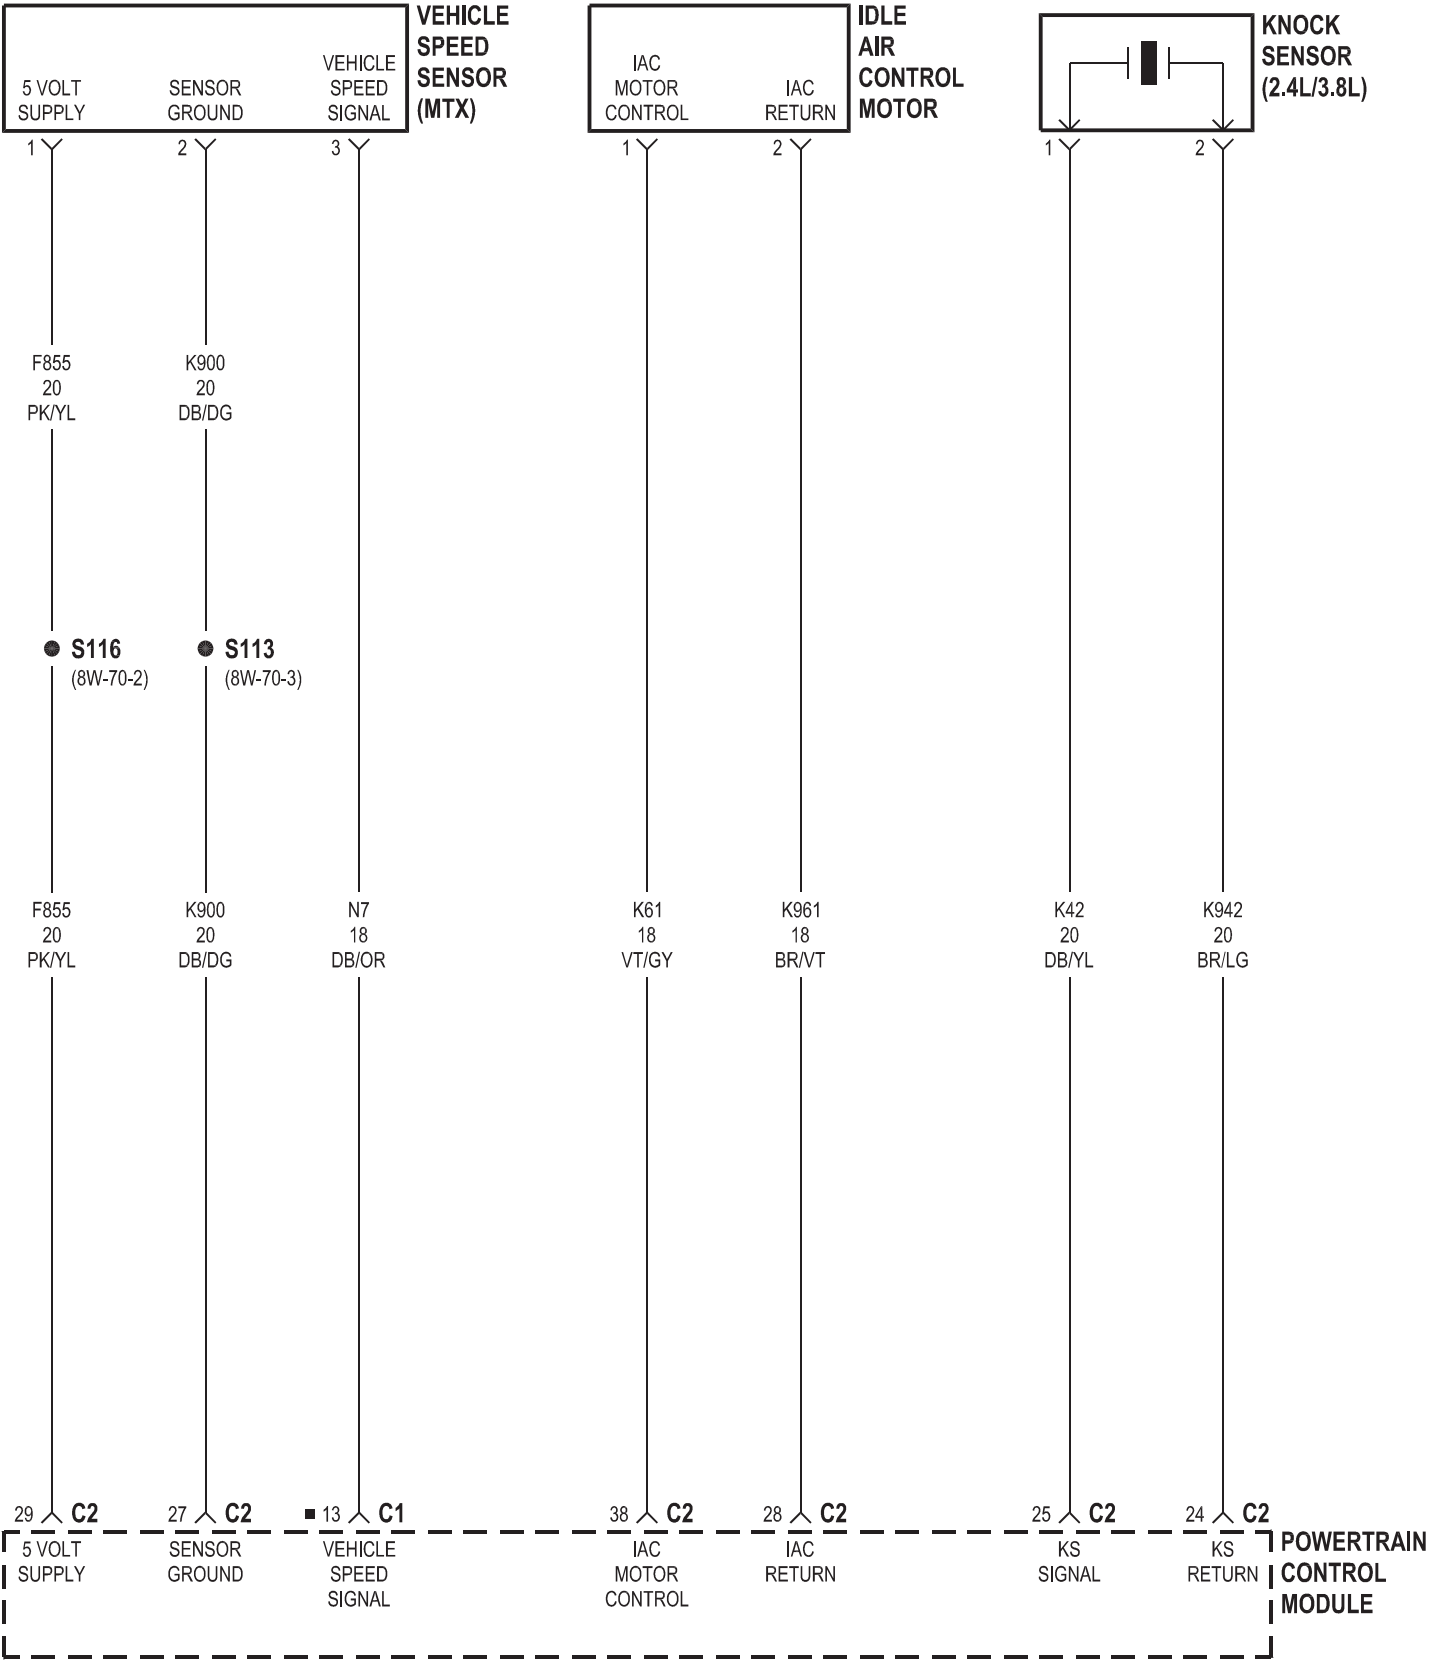 VEHICLE
SPEED
SENSOR
(MTX)
5 VOLT
SUPPLY
SENSOR
GROUND
VEHICLE
SPEED
SIGNAL
IDLE
AIR
CONTROL
MOTOR
IAC
MOTOR
CONTROL
IAC
RETURN
KNOCK
SENSOR
(2.4L/3.8L)
1
2
3
1
2
1
2
F855
20
PK/YL
K900
20
DB/DG
S116
(8W-70-2)
S113
(8W-70-3)
F855
20
PK/YL
K900
20
DB/DG
N7
18
DB/OR
K61
18
VT/GY
K961
18
BR/VT
K42
20
DB/YL
K942
20
BR/LG
29 C2
27 C2
13 C1
38 C2
28 C2
25 C2
24 C2
5 VOLT
SUPPLY
SENSOR
GROUND
VEHICLE
SPEED
SIGNAL
IAC
MOTOR
CONTROL
IAC
RETURN
KS
SIGNAL
KS
RETURN
POWERTRAIN
CONTROL
MODULE